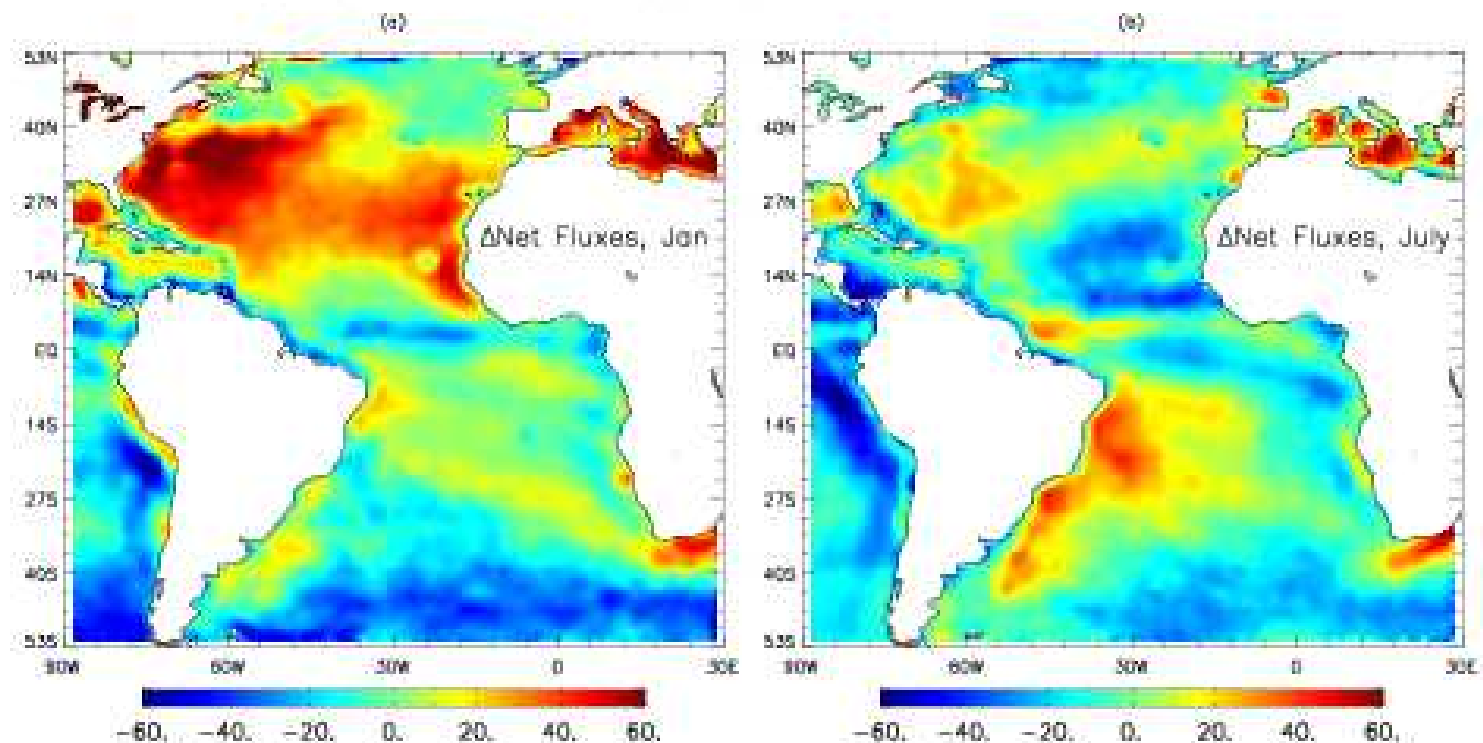 (a)
(b)
53N
40N
27N
14N
EQ
14S
27S
40S
53S
ΔNet Fluxes, Jan
90W 60W 30W 0 30E
-60. -40. -20. 0. 20. 40. 60.
53N
40N
27N
14N
EQ
14S
27S
40S
53S
ΔNet Fluxes, July
90W 60W 30W 0 30E
-60. -40. -20. 0. 20. 40. 60.